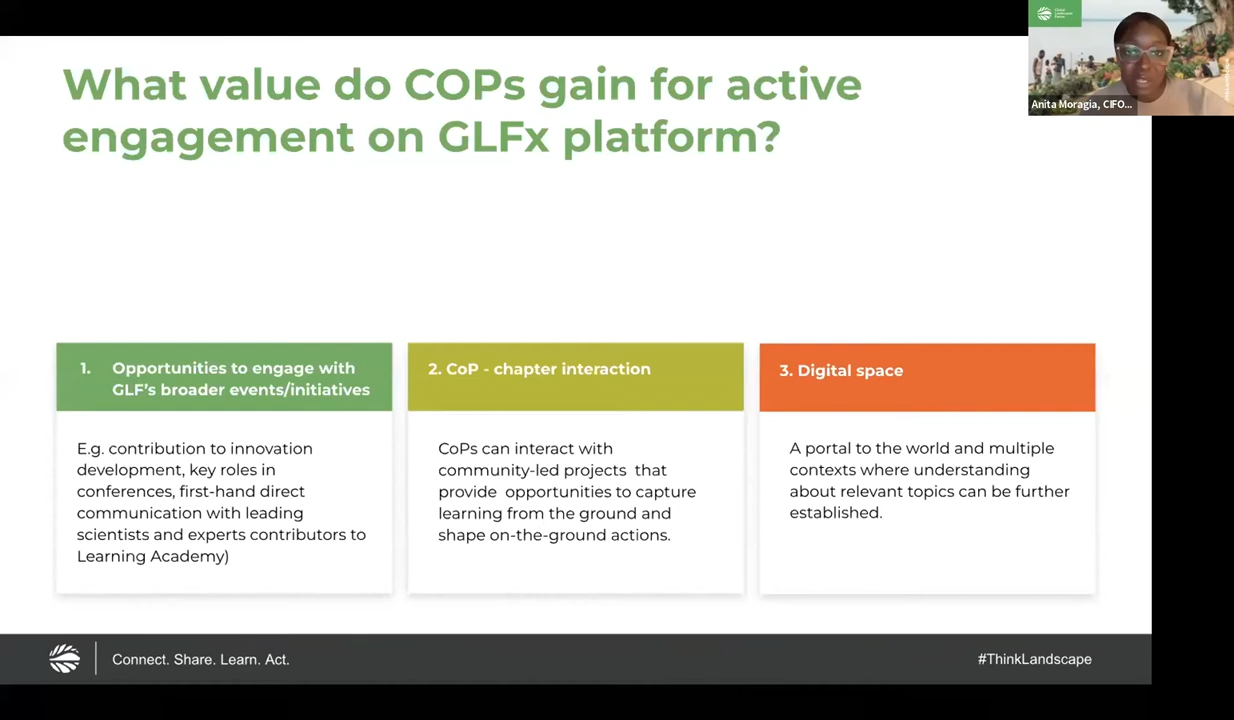 What value do COPs gain for active
engagement on GLFx platform?
Global
Landscapes
Forum
Anita Moragia, CIFO...
1. Opportunities to engage with
GLF's broader events/initiatives
E.g. contribution to innovation
development, key roles in
conferences, first-hand direct
communication with leading
scientists and experts contributors to
Learning Academy)
2. CoP - chapter interaction
CoPs can interact with
community-led projects that
provide opportunities to capture
learning from the ground and
shape on-the-ground actions.
3. Digital space
A portal to the world and multiple
contexts where understanding
about relevant topics can be further
established.
Connect. Share. Learn. Act.
#ThinkLandscape